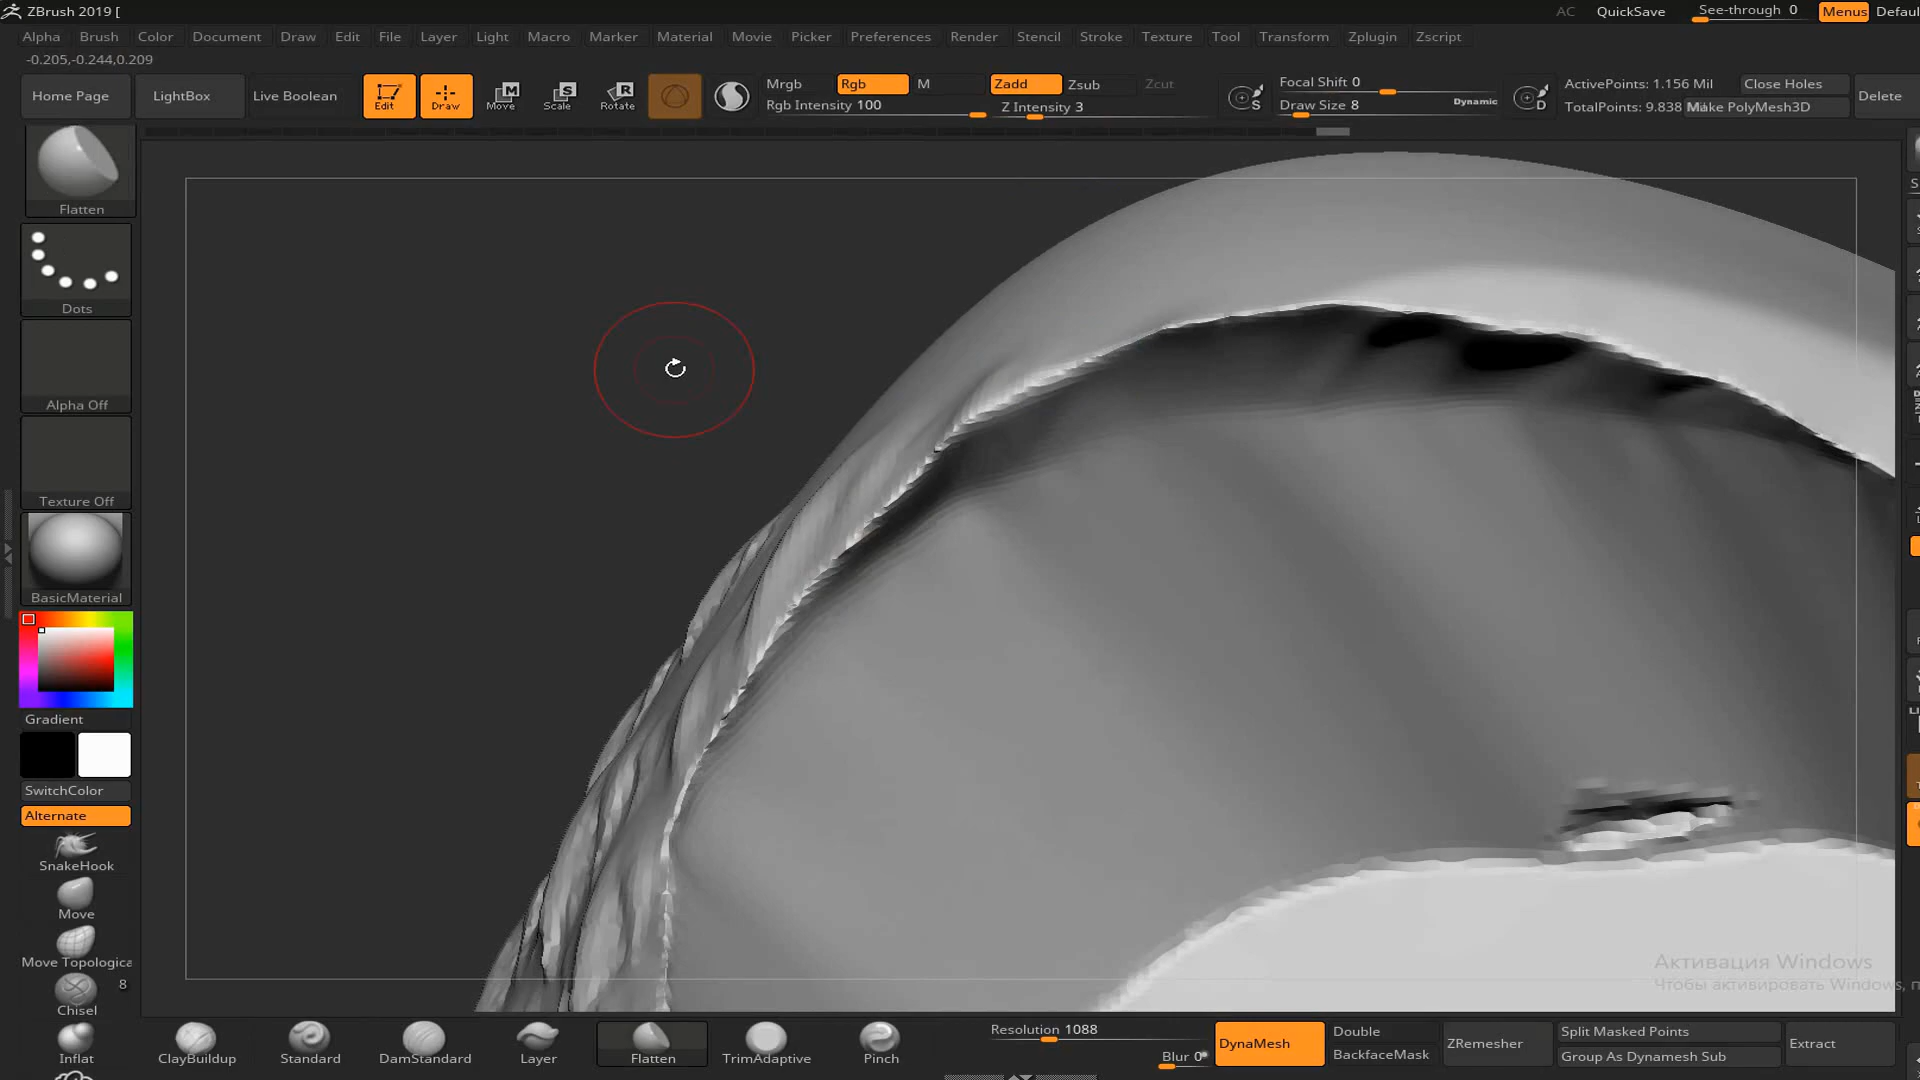 ZBrush 2019 [
AC QuickSave See-through 0 Menus Defaul
Alpha Brush Color Document Draw Edit File Layer Light Macro Marker Material Movie Picker Preferences Render Stencil Stroke Texture Tool Transform Zplugin Zscript
-0.205,-0.244,0.209
Home Page LightBox Live Boolean Edit Draw Move Scale Rotate
Mrgb Rgb M Zadd Zsub Zcut
Rgb Intensity 100 Z Intensity 3
Focal Shift 0
Draw Size 8 Dynamic
ActivePoints: 1.156 Mil Close Holes
TotalPoints: 9.838 Make PolyMesh3D
Delete
Flatten
Dots
Alpha Off
Texture Off
BasicMaterial
Gradient
SwitchColor
Alternate
SnakeHook
Move
Move Topologica
8
Chisel
Inflat
Активация Windows
Чтобы активировать Windows, п
ClayBuildup Standard DamStandard Layer Flatten TrimAdaptive Pinch
Resolution 1088
Blur 0
DynaMesh
Double
BackfaceMask
ZRemesher
Split Masked Points
Group As Dynamesh Sub
Extract